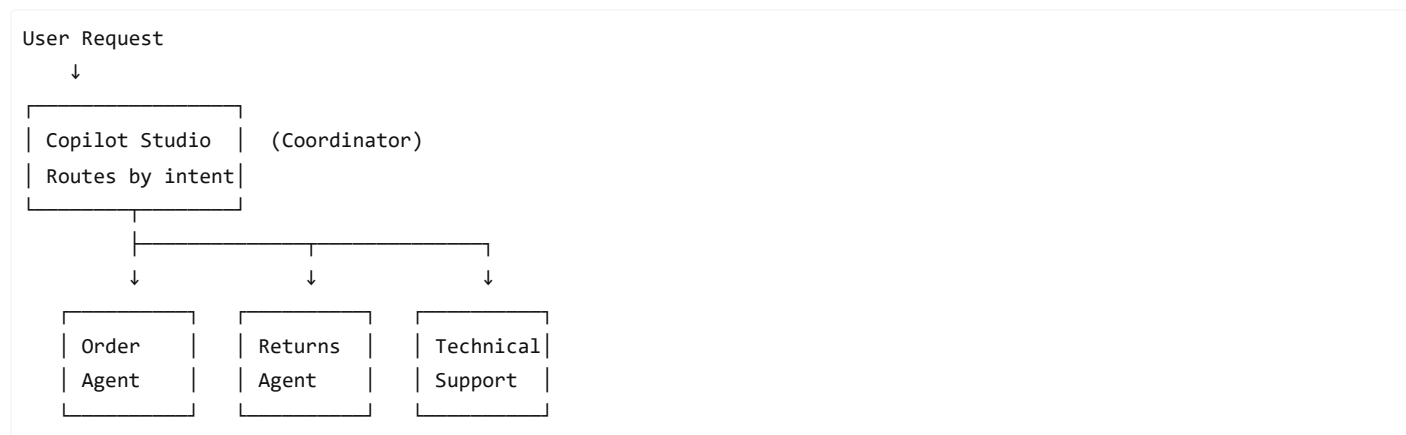 User Request
Copilot Studio (Coordinator)
Routes by intent
Order Returns Technical
Agent Agent Support